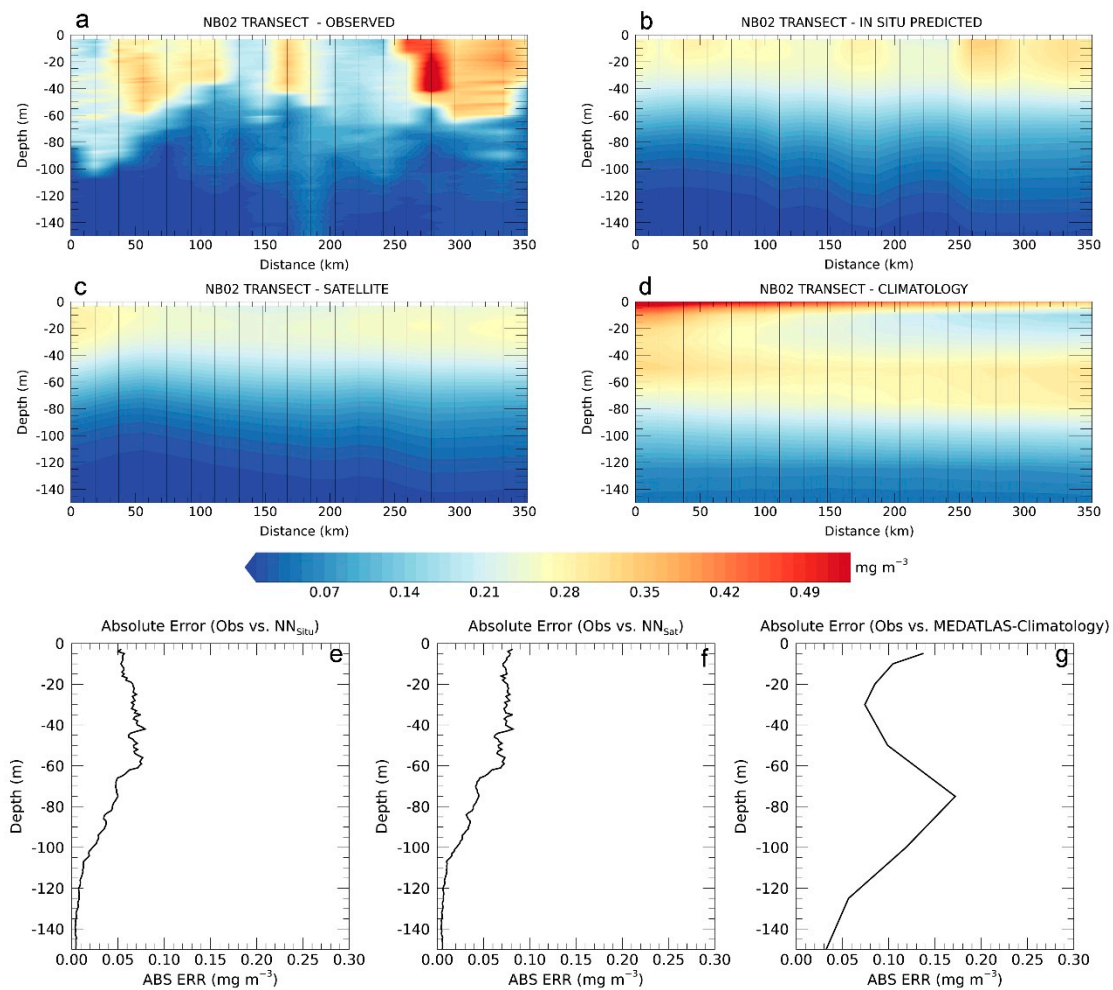 a
NB02 TRANSECT - OBSERVED
0
-20
-40
-60
-80
-100
-120
-140
Depth (m)
0 50 100 150 200 250 300 350
Distance (km)
b
NB02 TRANSECT - IN SITU PREDICTED
0
-20
-40
-60
-80
-100
-120
-140
Depth (m)
0 50 100 150 200 250 300 350
Distance (km)
c
NB02 TRANSECT - SATELLITE
0
-20
-40
-60
-80
-100
-120
-140
Depth (m)
0 50 100 150 200 250 300 350
Distance (km)
d
NB02 TRANSECT - CLIMATOLOGY
0
-20
-40
-60
-80
-100
-120
-140
Depth (m)
0 50 100 150 200 250 300 350
Distance (km)
0.07 0.14 0.21 0.28 0.35 0.42 0.49
mg m⁻³
Absolute Error (Obs vs. NN_Situ)
e
0
-20
-40
-60
-80
-100
-120
-140
Depth (m)
0.00 0.05 0.10 0.15 0.20 0.25 0.30
ABS ERR (mg m⁻³)
Absolute Error (Obs vs. NN_Sat)
f
0
-20
-40
-60
-80
-100
-120
-140
Depth (m)
0.00 0.05 0.10 0.15 0.20 0.25 0.30
ABS ERR (mg m⁻³)
Absolute Error (Obs vs. MEDATLAS-Climatology)
g
0
-20
-40
-60
-80
-100
-120
-140
Depth (m)
0.00 0.05 0.10 0.15 0.20 0.25 0.30
ABS ERR (mg m⁻³)